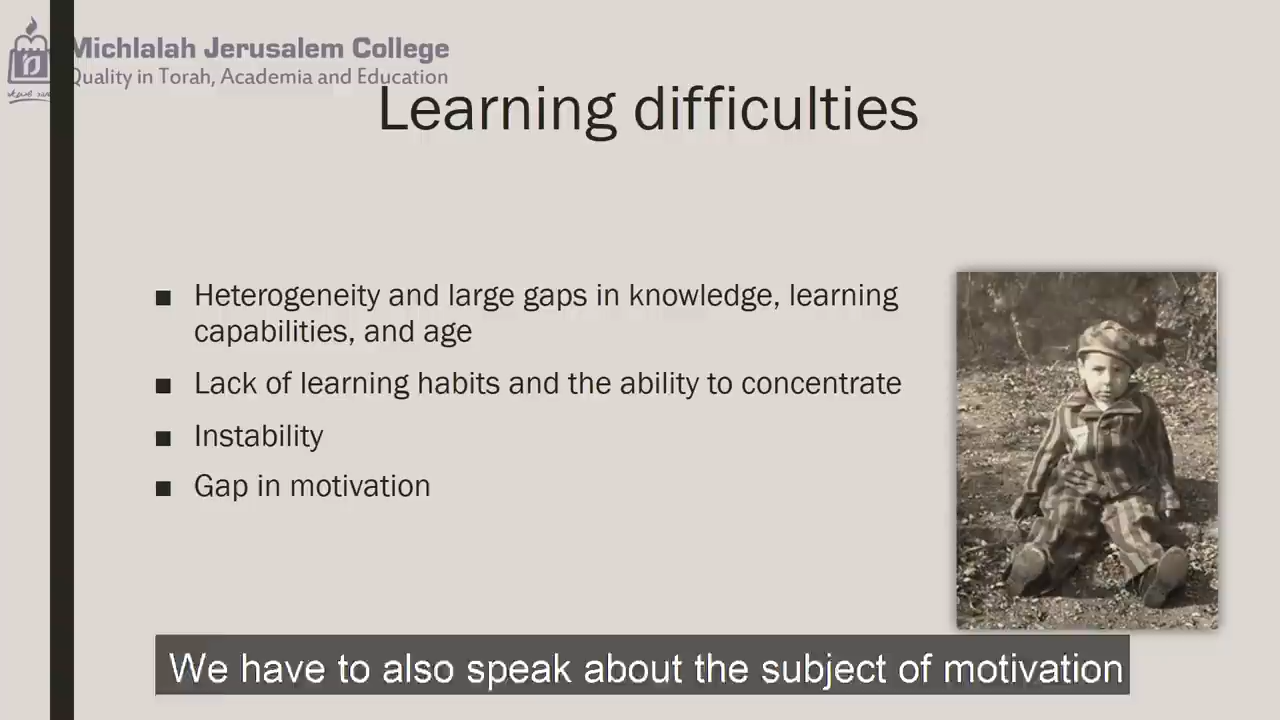 Michlalah Jerusalem College
Quality in Torah, Academia and Education
Learning difficulties
■ Heterogeneity and large gaps in knowledge, learning
capabilities, and age
■ Lack of learning habits and the ability to concentrate
■ Instability
■ Gap in motivation
We have to also speak about the subject of motivation